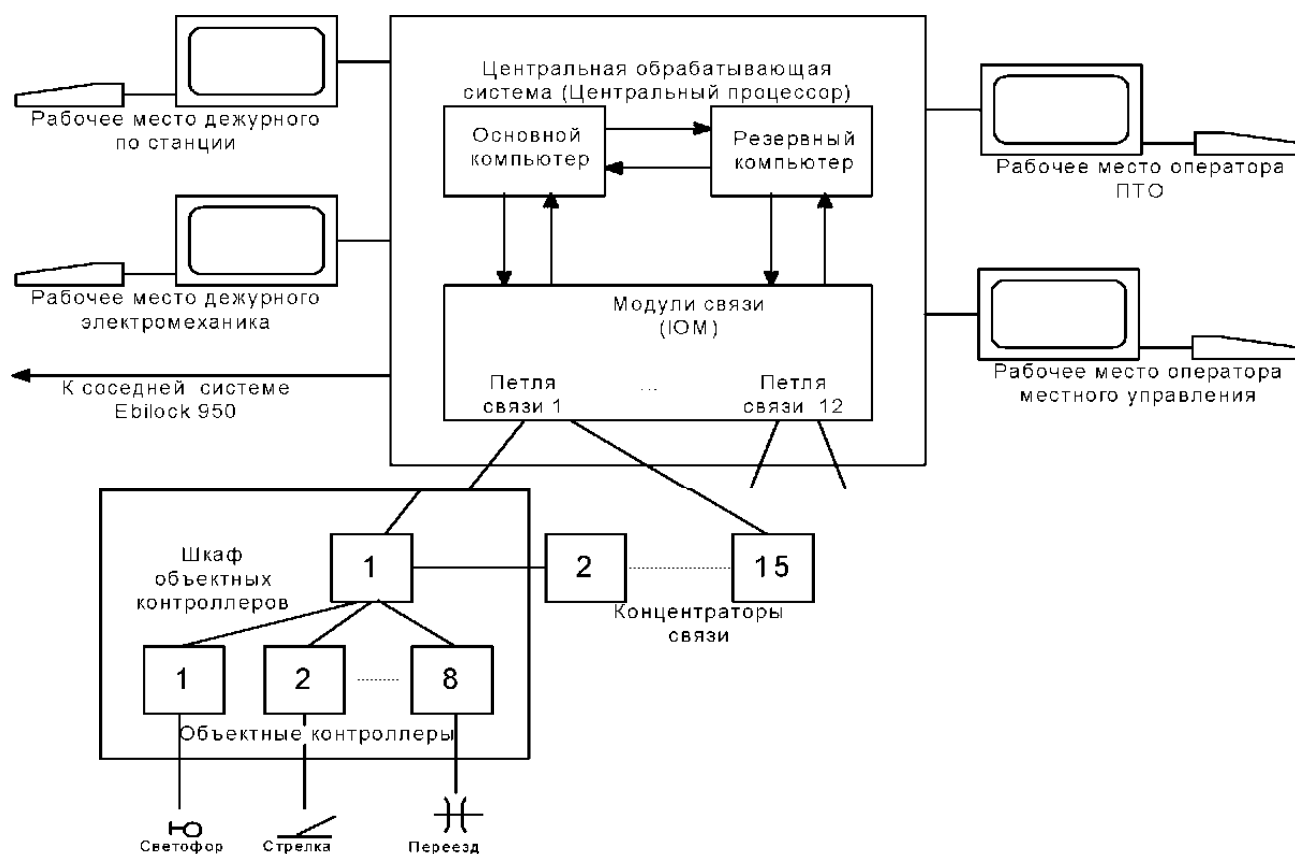 Центральная обрабатывающая
система (Центральный процессор)
Основной
компьютер
Резервный
компьютер
Рабочее место дежурного
по станции
Рабочее место оператора
ПТО
Рабочее место дежурного
электромеханика
Модули связи
(IOM)
Рабочее место оператора
местного управления
К соседней системе
Ebilock 950
Петля
связи 1
...
Петля
связи 12
Шкаф
объектных
контроллеров
1
2
15
Концентраторы
связи
1
2
8
Объектные контроллеры
Светофор
Стрелка
Переезд